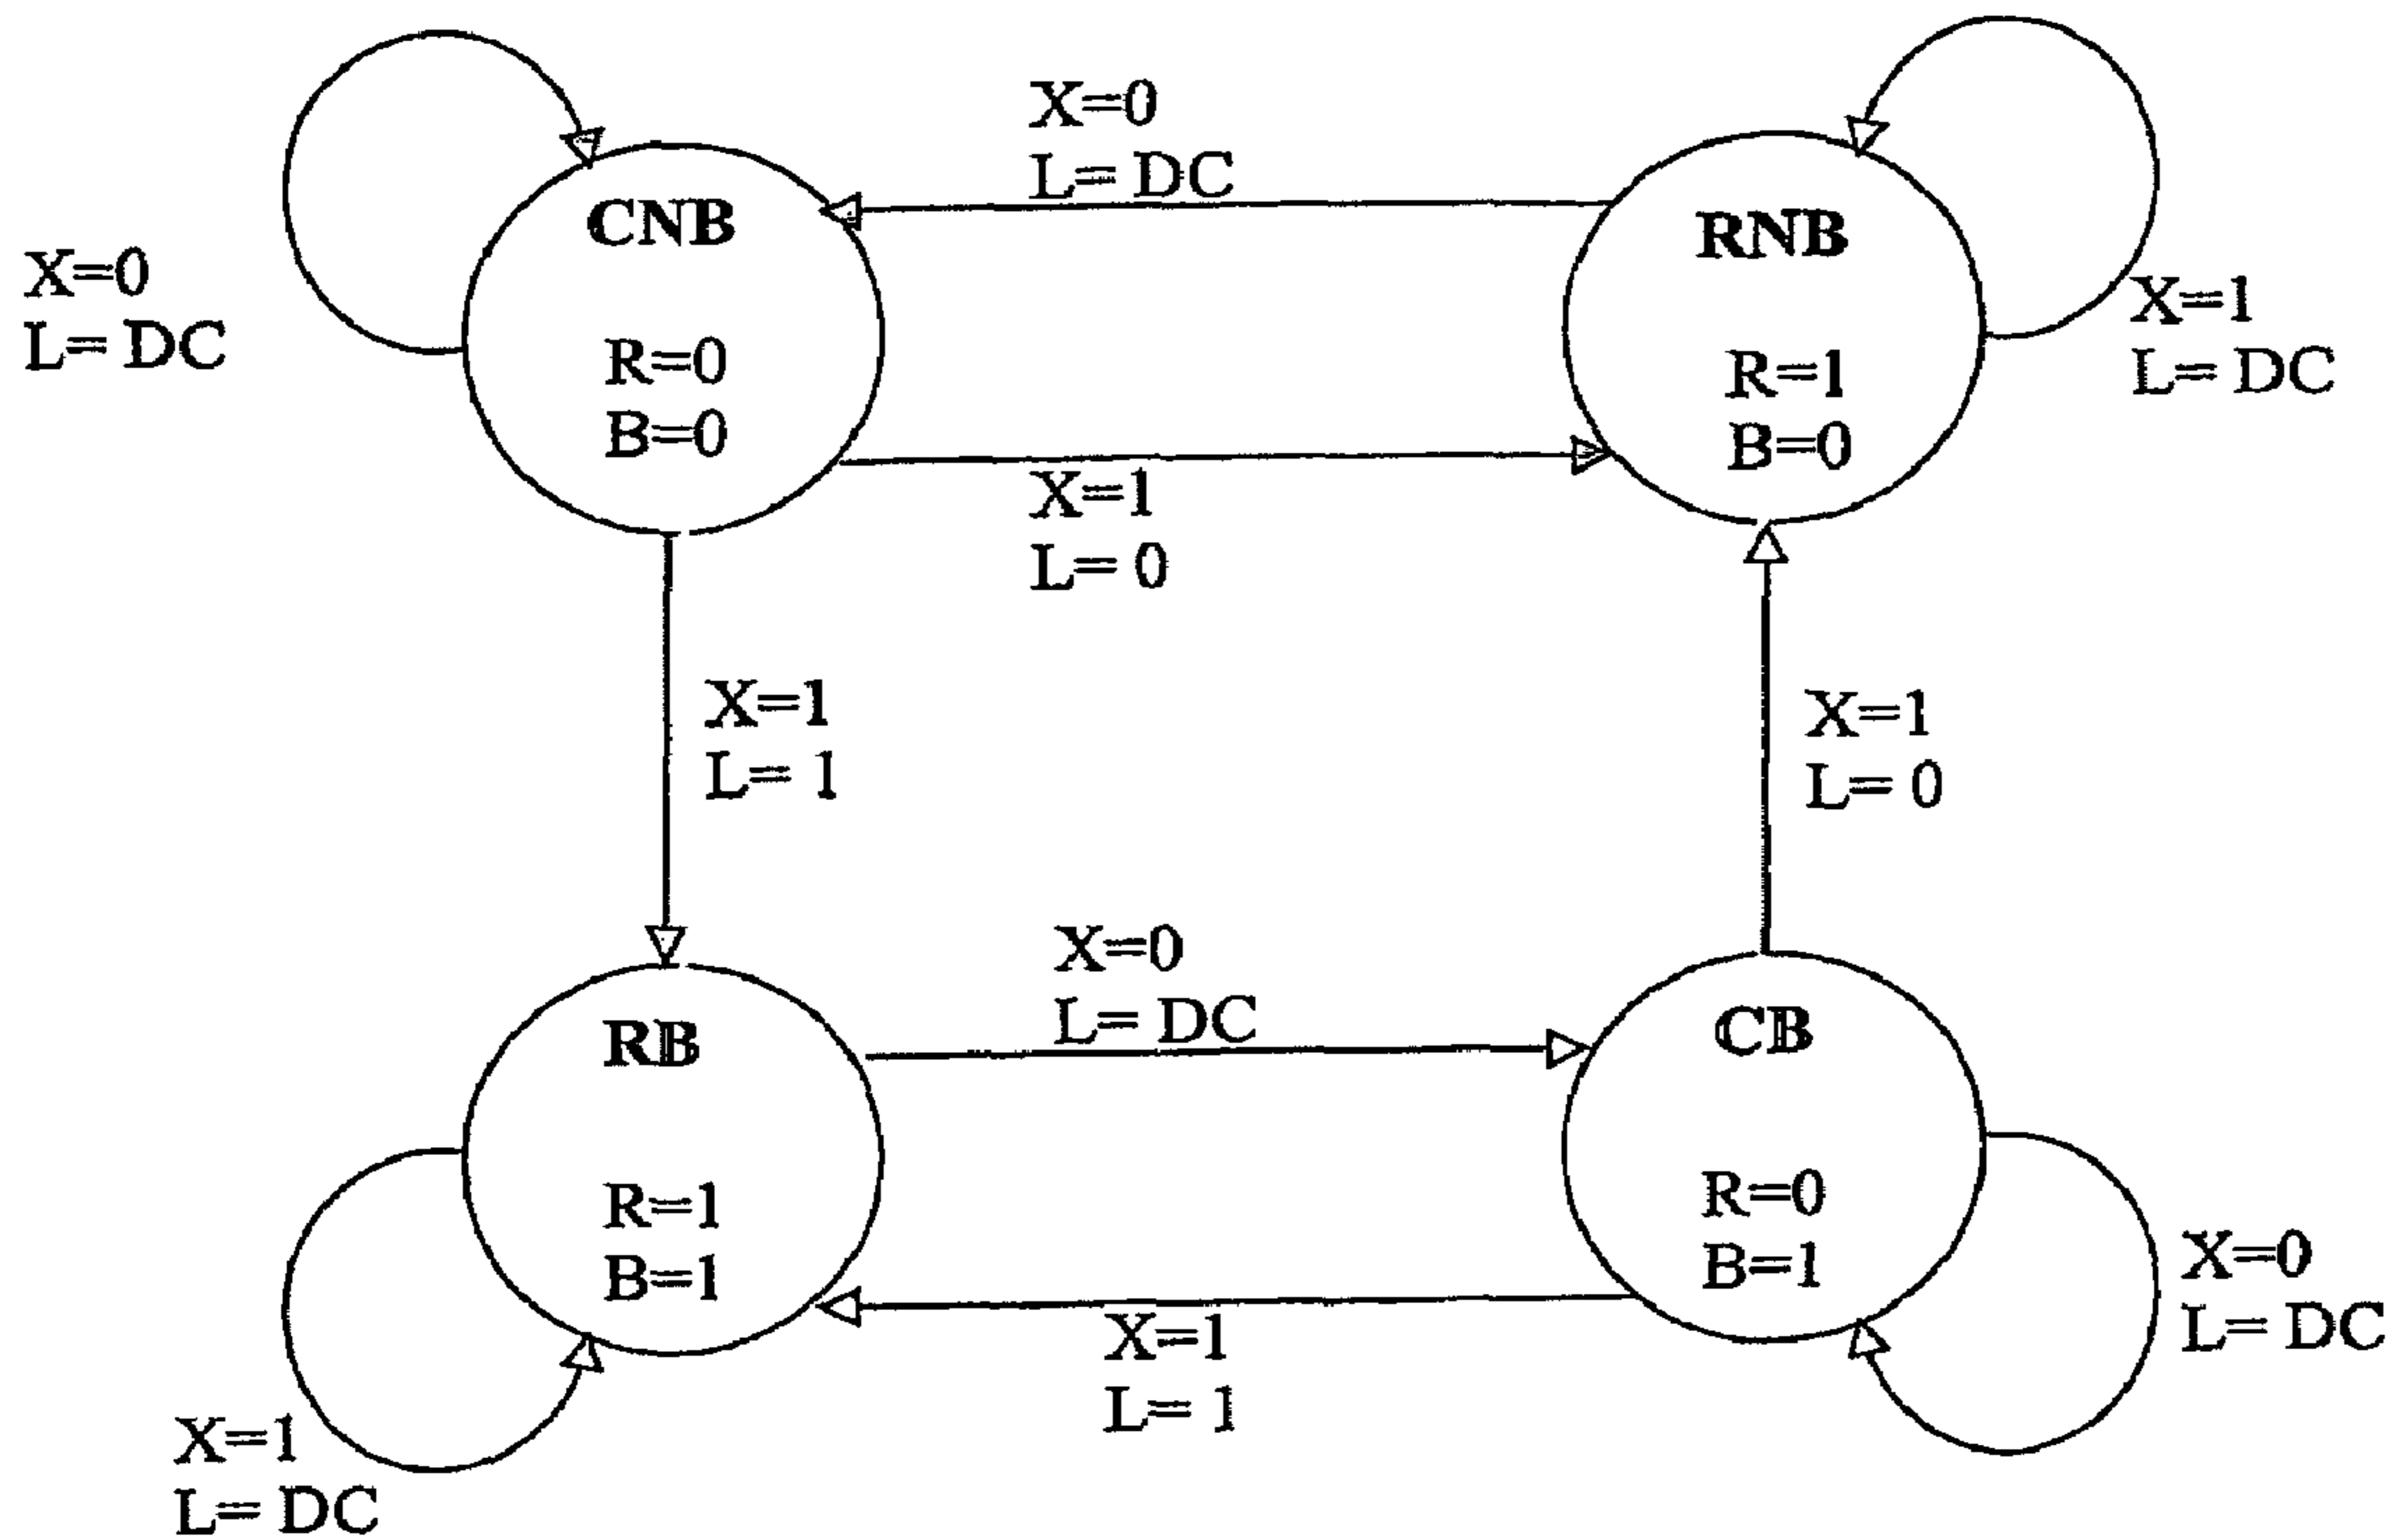 X=0
L= DC
CNB
R=0
B=0
X=0
L= DC
X=1
L= 0
RNB
R=1
B=0
X=1
L= DC
X=1
L= 1
X=1
L= 0
RB
R=1
B=1
X=1
L= DC
X=0
L= DC
X=1
L= 1
CB
R=0
B=1
X=0
L= DC